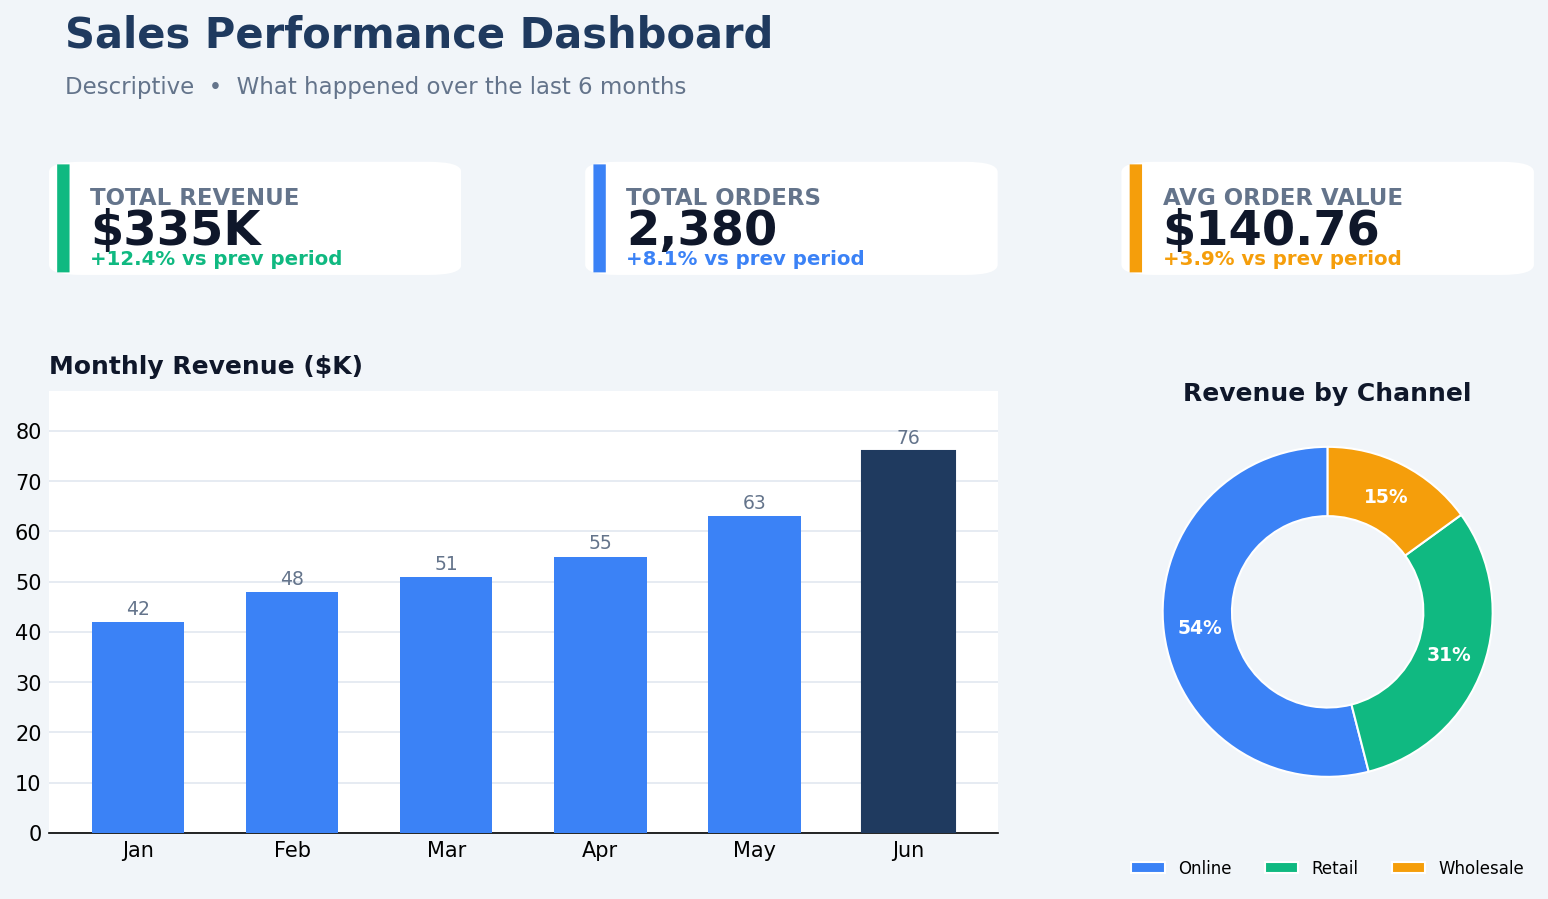 Sales Performance Dashboard
Descriptive • What happened over the last 6 months
TOTAL REVENUE
$335K
+12.4% vs prev period
TOTAL ORDERS
2,380
+8.1% vs prev period
AVG ORDER VALUE
$140.76
+3.9% vs prev period
Monthly Revenue ($K)
80
70
60
50
40
30
20
10
0
42
48
51
55
63
76
Jan Feb Mar Apr May Jun
Revenue by Channel
15%
54%
31%
Online Retail Wholesale